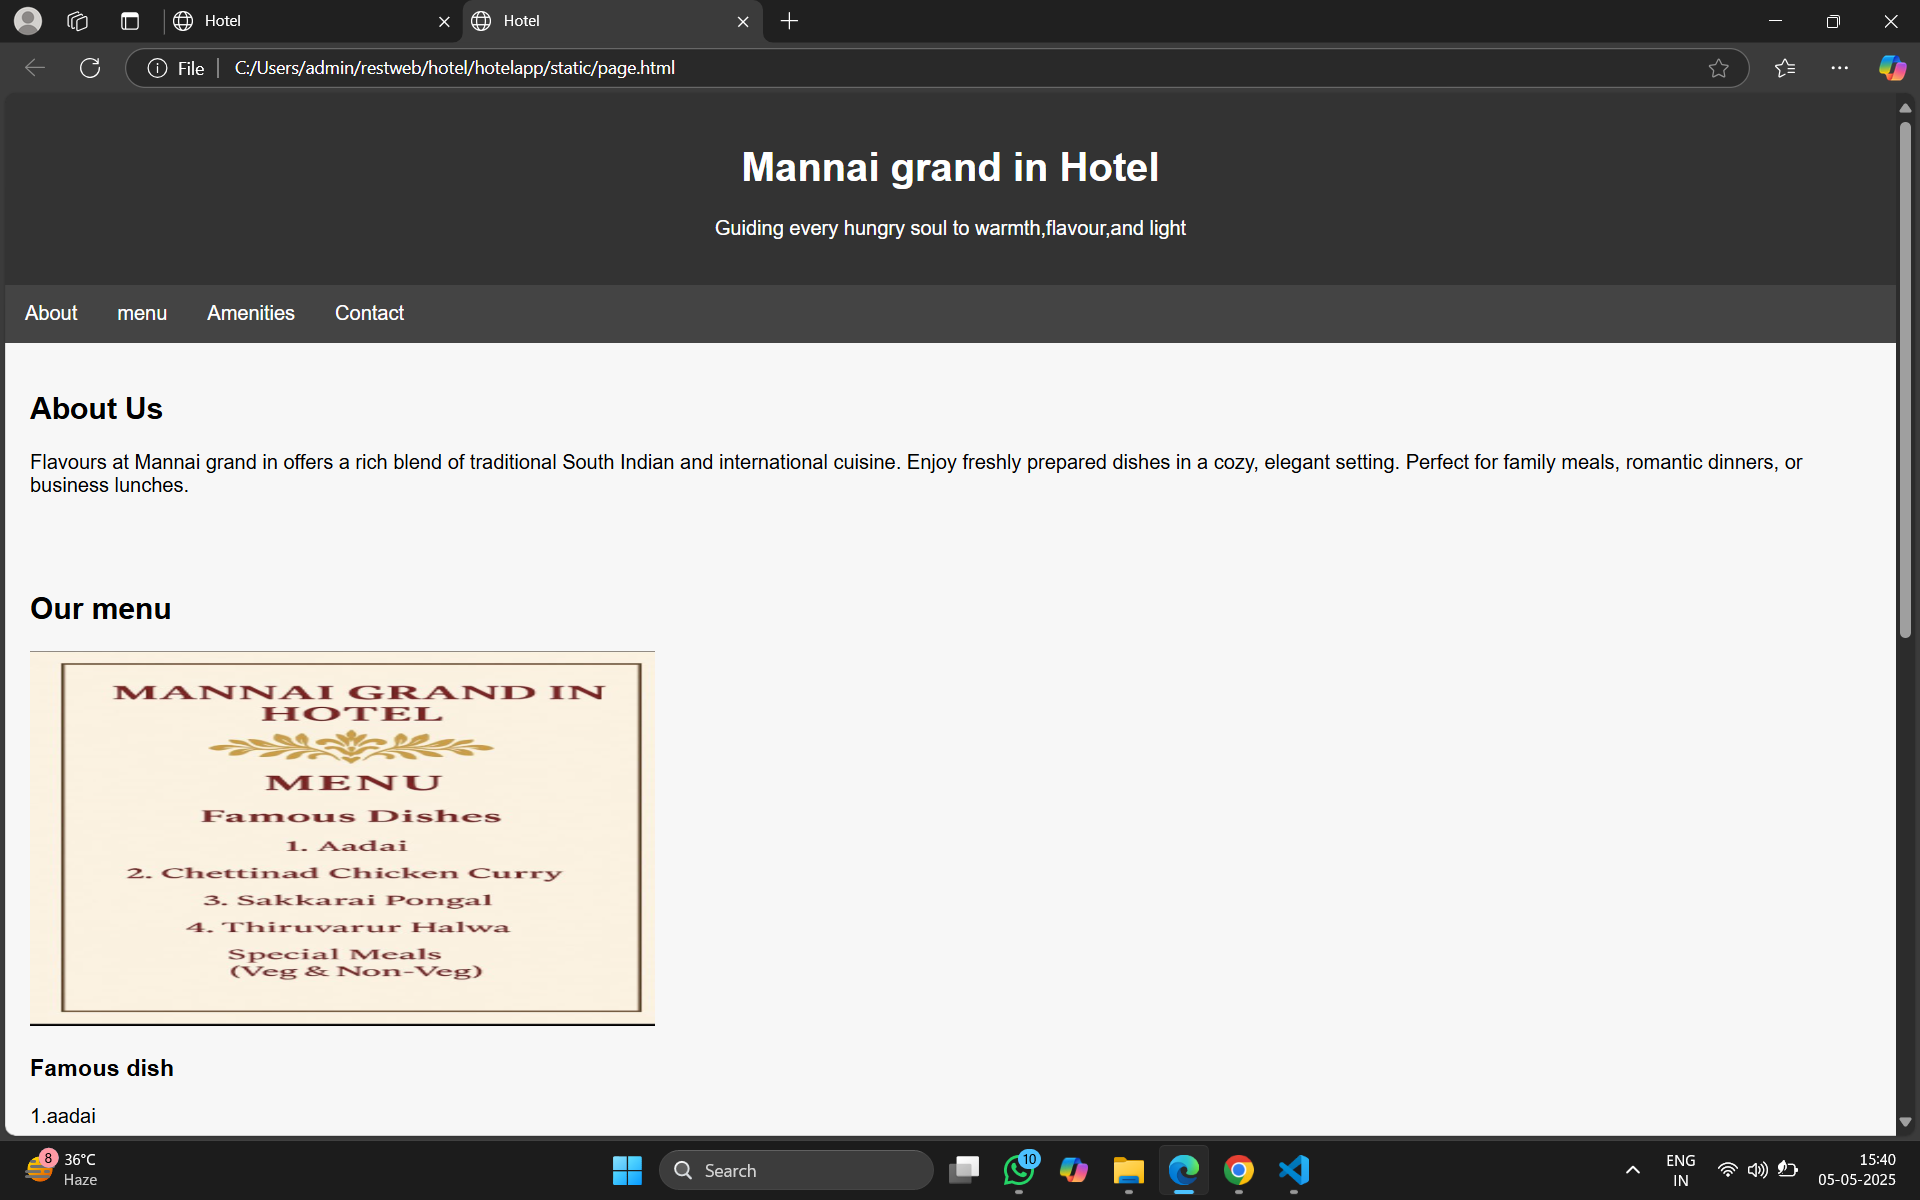 Hotel
Hotel
File
C:/Users/admin/restweb/hotel/hotelapp/static/page.html
Mannai grand in Hotel
Guiding every hungry soul to warmth,flavour,and light
About menu Amenities Contact
About Us
Flavours at Mannai grand in offers a rich blend of traditional South Indian and international cuisine. Enjoy freshly prepared dishes in a cozy, elegant setting. Perfect for family meals, romantic dinners, or
business lunches.
Our menu
MANNAI GRAND IN
HOTEL
MENU
Famous Dishes
1. Aadai
2. Chettinad Chicken Curry
3. Sakkarai Pongal
4. Thiruvarur Halwa
Special Meals
(Veg & Non-Veg)
Famous dish
1.aadai
8
36°C
Haze
Search
10
ENG
IN
15:40
05-05-2025